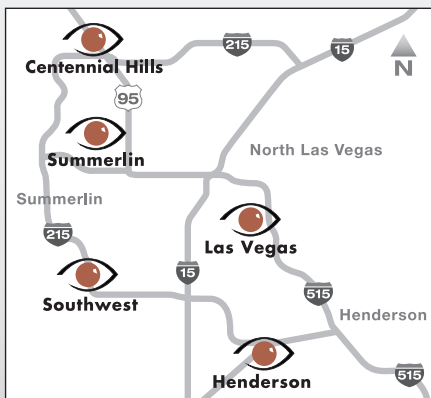 215
15
Centennial Hills
N
95
North Las Vegas
Summerlin
Summerlin
215
Las Vegas
15
Southwest
515
Henderson
Henderson
515